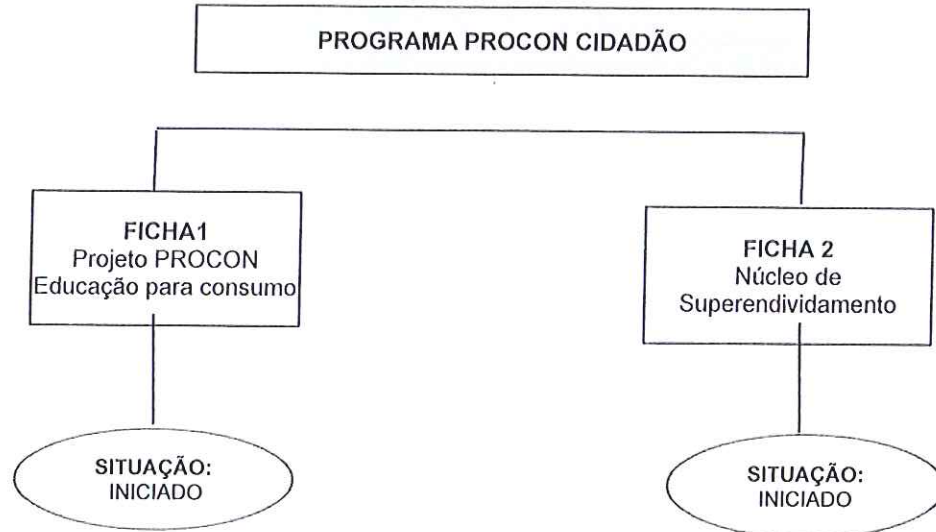 PROGRAMA PROCON CIDADÃO
FICHA1
Projeto PROCON
Educação para consumo
FICHA 2
Núcleo de
Superendividamento
SITUAÇÃO:
INICIADO
SITUAÇÃO:
INICIADO